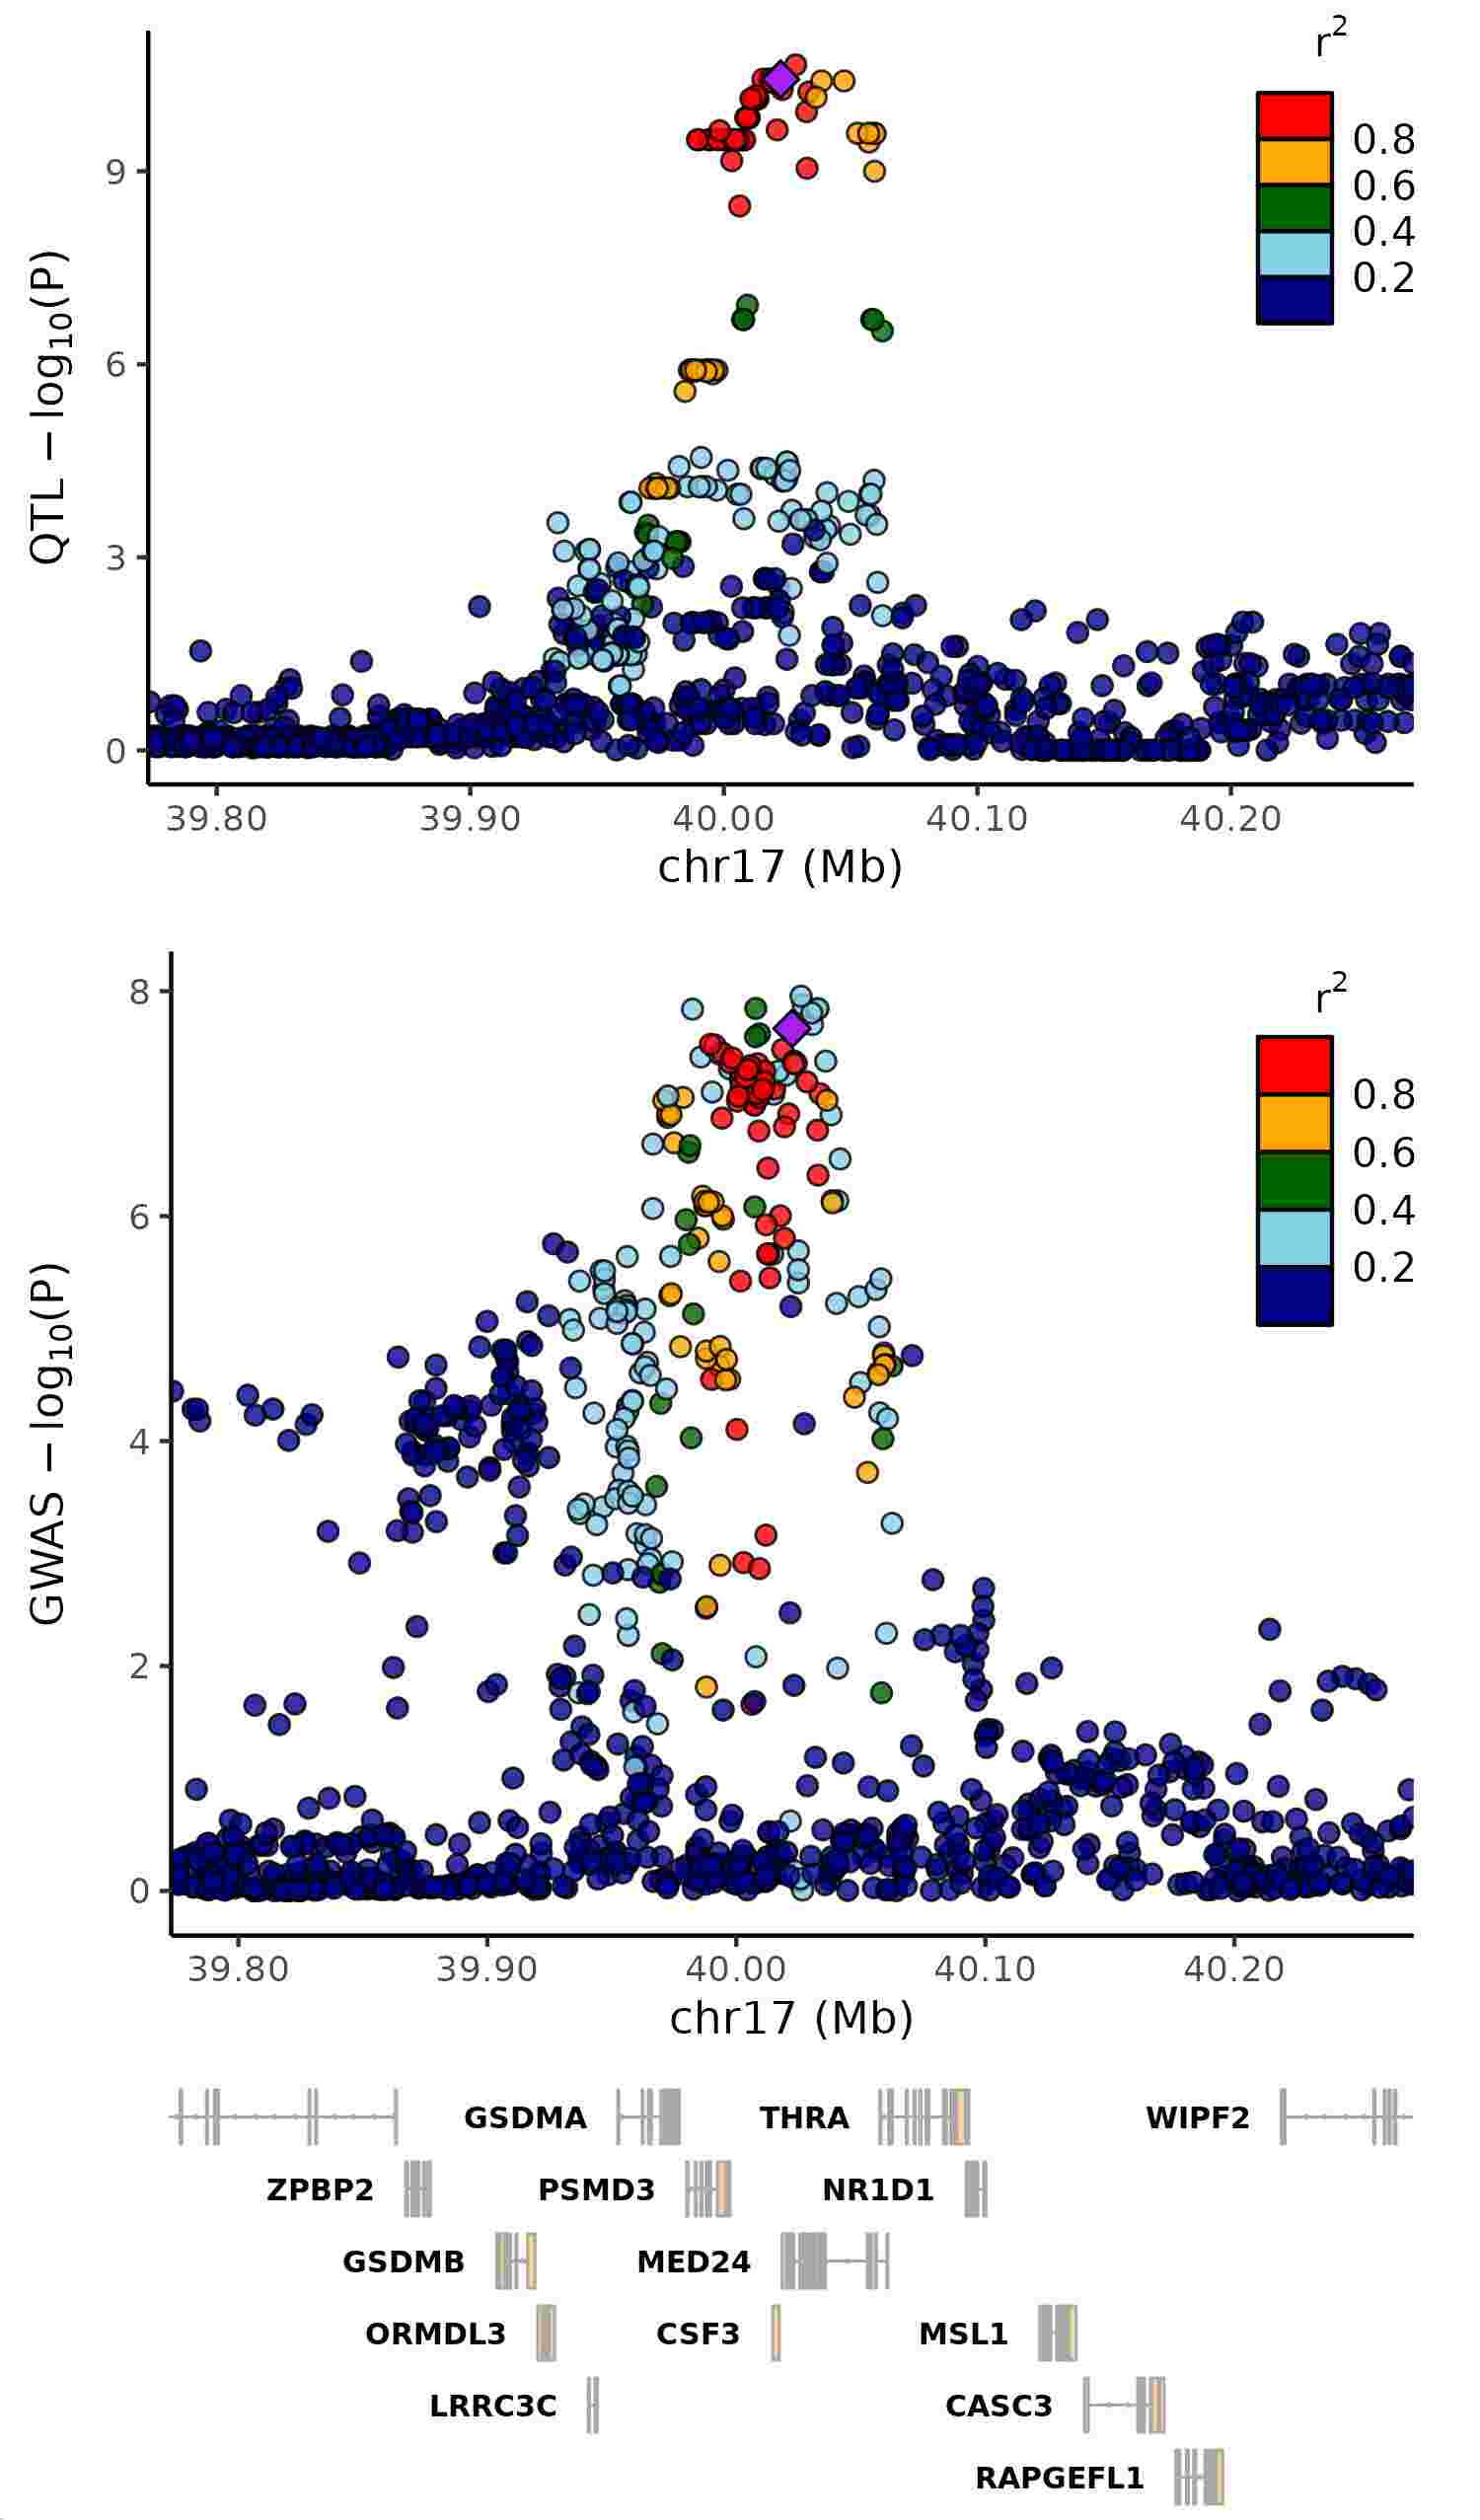 r2
0.8
0.6
0.4
0.2
9
6
3
0
QTL −log10(P)
39.80 39.90 40.00 40.10 40.20
chr17 (Mb)
r2
0.8
0.6
0.4
0.2
8
6
4
2
0
GWAS −log10(P)
39.80 39.90 40.00 40.10 40.20
chr17 (Mb)
GSDMA THRA WIPF2
ZPBP2 PSMD3 NR1D1
GSDMB MED24
ORMDL3 CSF3 MSL1
LRRC3C CASC3
RAPGEFL1